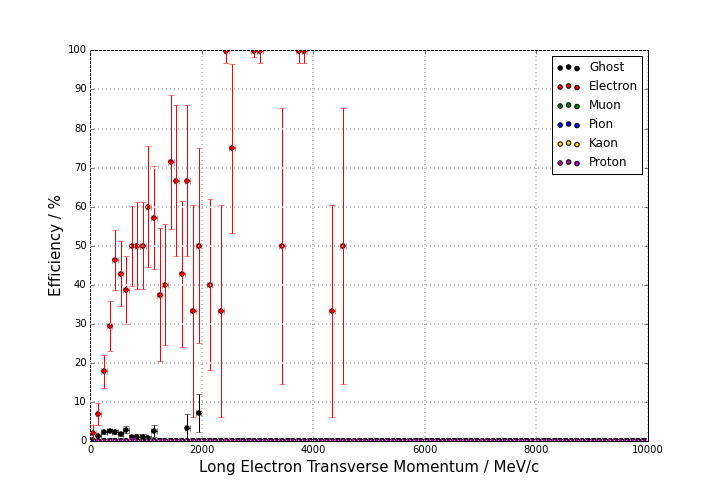 100
90
80
70
60
50
40
30
20
10
0
Efficiency / %
0
2000
4000
6000
8000
10000
Long Electron Transverse Momentum / MeV/c
Ghost
Electron
Muon
Pion
Kaon
Proton